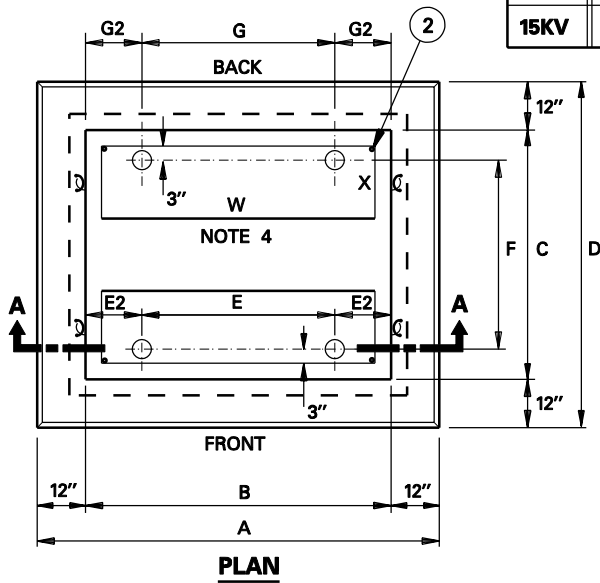 15KV
G2 G G2
2
BACK
12"
3"
X
W
NOTE 4
F C D
A A
E2 E E2
3"
12"
FRONT
12" B 12"
A
PLAN